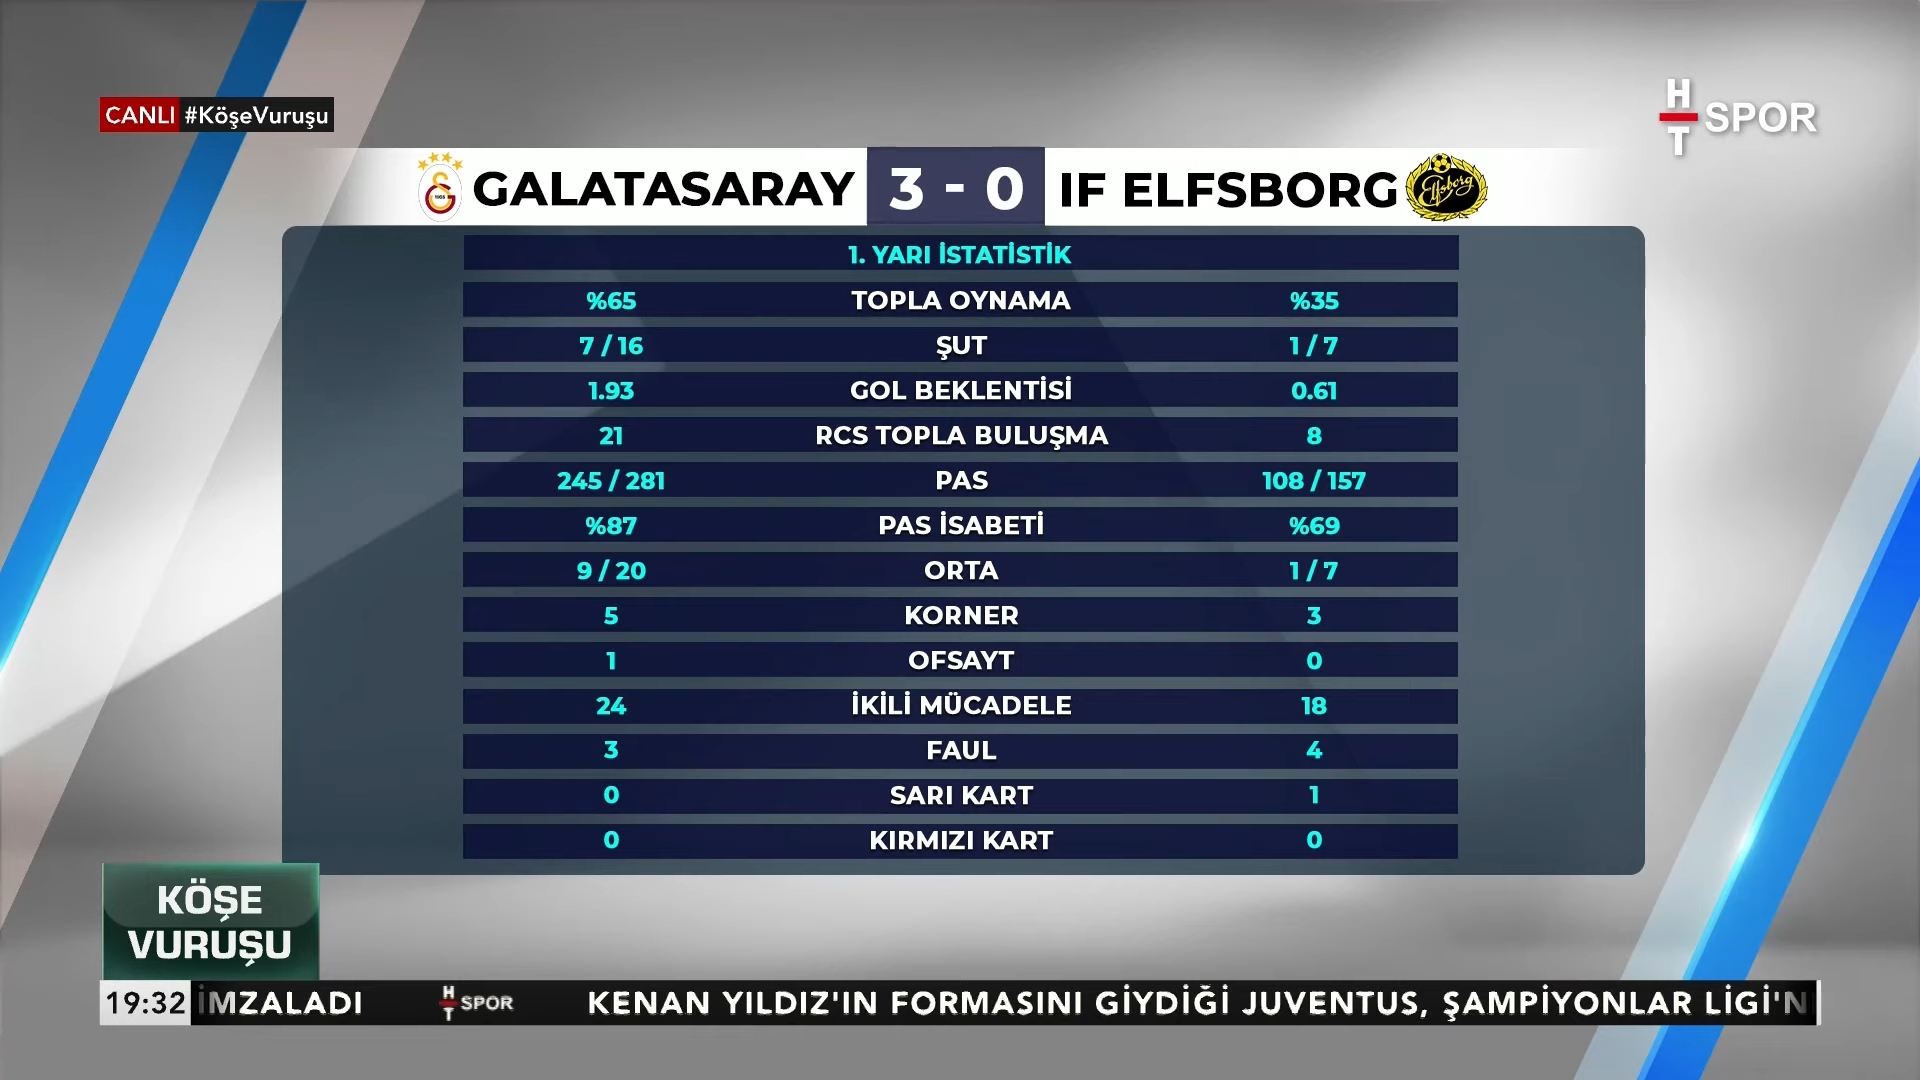 CANLI #KöşeVuruşu
HT SPOR
GALATASARAY 3 - 0 IF ELFSBORG
1905
Elfsborg
1. YARI İSTATİSTİK
%65 TOPLA OYNAMA %35
7 / 16 ŞUT 1 / 7
1.93 GOL BEKLENTİSİ 0.61
21 RCS TOPLA BULUŞMA 8
245 / 281 PAS 108 / 157
%87 PAS İSABETİ %69
9 / 20 ORTA 1 / 7
5 KORNER 3
1 OFSAYT 0
24 İKİLİ MÜCADELE 18
3 FAUL 4
0 SARI KART 1
0 KIRMIZI KART 0
KÖŞE
VURUŞU
19:32 İMZALADI HT SPOR KENAN YILDIZ'IN FORMASINI GİYDİĞİ JUVENTUS, ŞAMPİYONLAR LİGİ'N